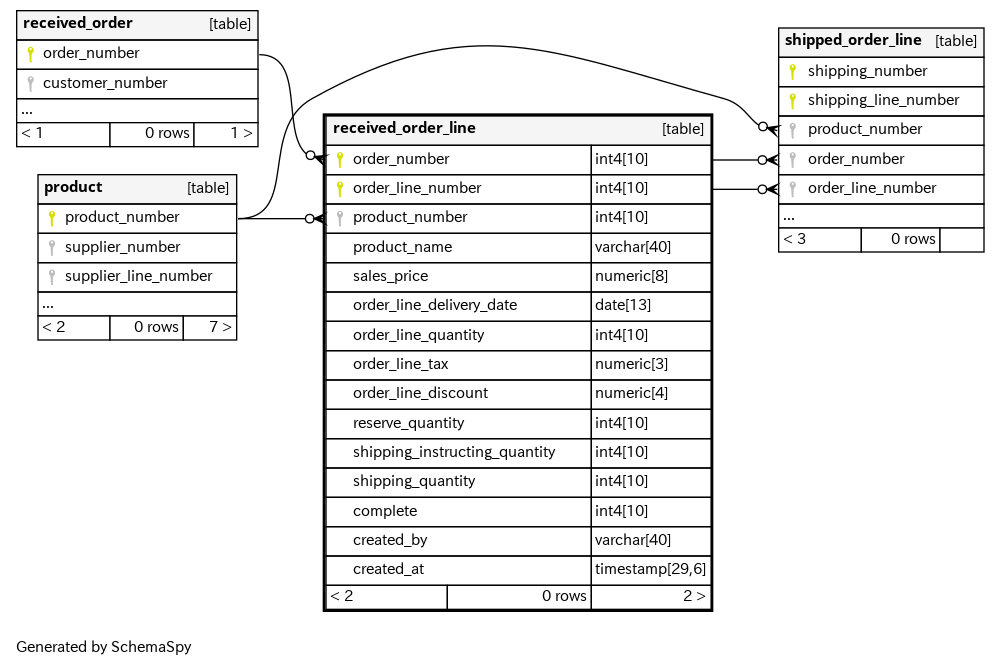 received_order [table]
order_number
customer_number
...
< 1 0 rows 1 >
product [table]
product_number
supplier_number
supplier_line_number
...
< 2 0 rows 7 >
received_order_line [table]
order_number int4[10]
order_line_number int4[10]
product_number int4[10]
product_name varchar[40]
sales_price numeric[8]
order_line_delivery_date date[13]
order_line_quantity int4[10]
order_line_tax numeric[3]
order_line_discount numeric[4]
reserve_quantity int4[10]
shipping_instructing_quantity int4[10]
shipping_quantity int4[10]
complete int4[10]
created_by varchar[40]
created_at timestamp[29,6]
< 2 0 rows 2 >
shipped_order_line [table]
shipping_number
shipping_line_number
product_number
order_number
order_line_number
...
< 3 0 rows
Generated by SchemaSpy